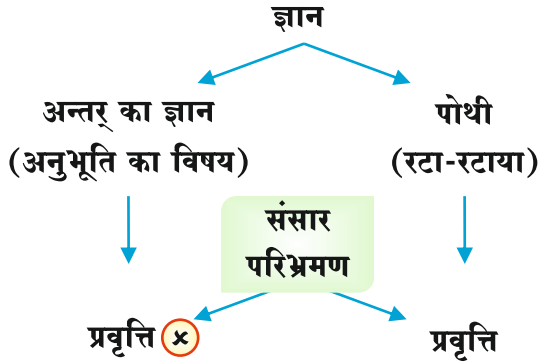 ज्ञान
अन्तर् का ज्ञान
(अनुभूति का विषय)
पोथी
(रटा-रटाया)
संसार
परिभ्रमण
प्रवृत्ति ×
प्रवृत्ति